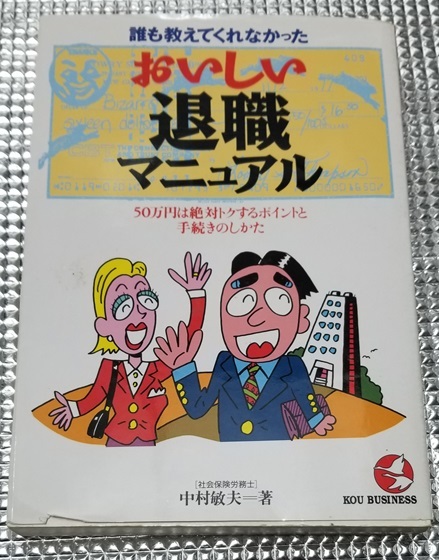 誰も教えてくれなかった
おいしい
退職
マニュアル
50万円は絶対トクするポイントと
手続きのしかた
[社会保険労務士]
中村敏夫=著
KOU BUSINESS